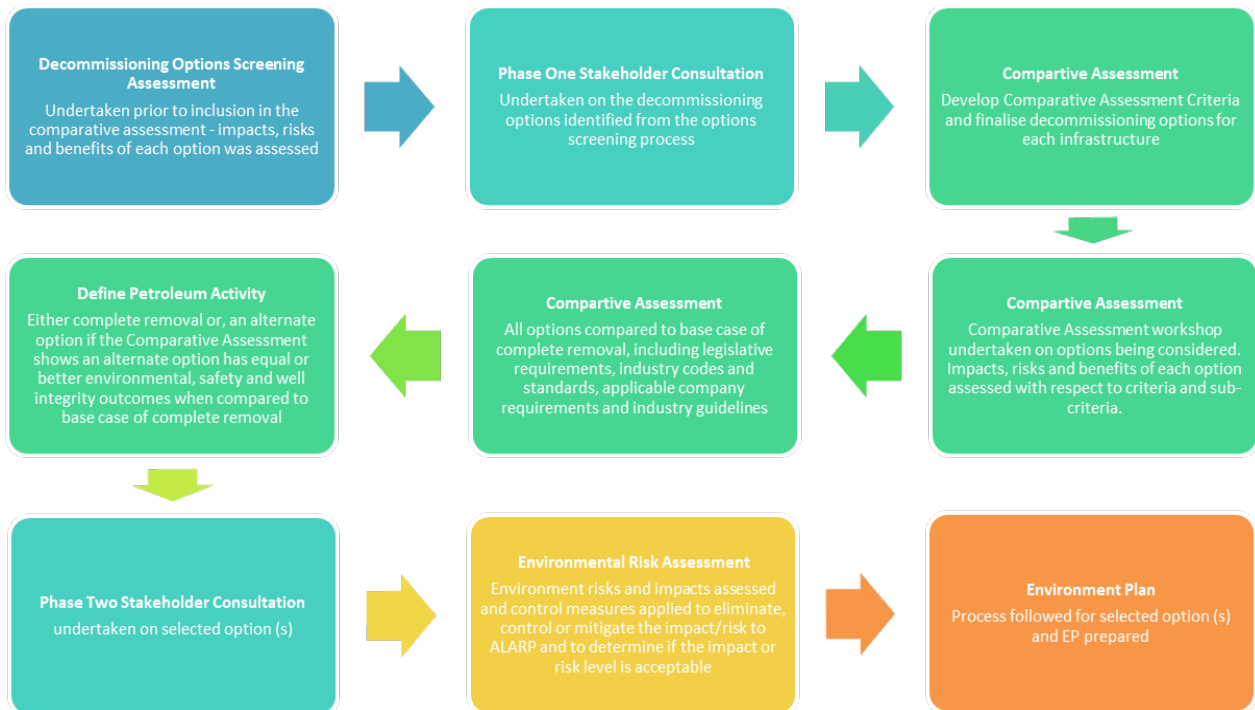 Decommissioning Options Screening
Assessment
Undertaken prior to inclusion in the
comparative assessment - impacts, risks
and benefits of each option was assessed
Phase One Stakeholder Consultation
Undertaken on the decommissioning
options identified from the options
screening process
Compartive Assessment
Develop Comparative Assessment Criteria
and finalise decommissioning options for
each infrastructure
Compartive Assessment
Comparative Assessment workshop
undertaken on options being considered.
Impacts, risks and benefits of each option
assessed with respect to criteria and sub-
criteria.
Compartive Assessment
All options compared to base case of
complete removal, including legislative
requirements, industry codes and
standards, applicable company
requirements and industry guidelines
Define Petroleum Activity
Either complete removal or, an alternate
option if the Comparative Assessment
shows an alternate option has equal or
better environmental, safety and well
integrity outcomes when compared to
base case of complete removal
Phase Two Stakeholder Consultation
undertaken on selected option (s)
Environmental Risk Assessment
Environment risks and impacts assessed
and control measures applied to eliminate,
control or mitigate the impact/risk to
ALARP and to determine if the impact or
risk level is acceptable
Environment Plan
Process followed for selected option (s)
and EP prepared